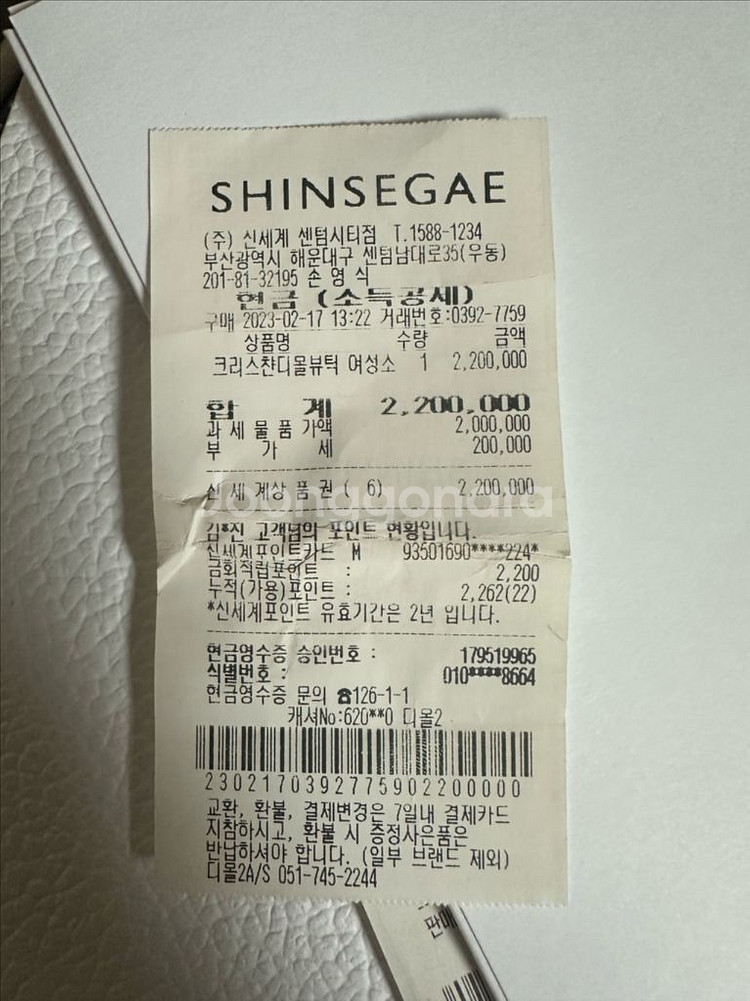 SHINSEGAE
(주) 신세계 센텀시티점 T.1588-1234
부산광역시 해운대구 센텀남대로35(우동)
201-81-32195 손영식
현금(소득공제)
구매 2023-02-17 13:22 거래번호:0392-7759
상품명 수량 금액
크리스챤디올뷰틱 여성소 1 2,200,000
합 계 2,200,000
과세물품가액 2,000,000
부 가 세 200,000
신세계상품권( 6) 2,200,000
Joonggonara
김*진 고객님의 포인트 현황입니다.
신세계포인트카드 M 93501690****224*
금회적립포인트 : 2,200
누적(가용)포인트 : 2,262(22)
*신세계포인트 유효기간은 2년 입니다.
현금영수증 승인번호 : 179519965
식별번호 : 010****8664
현금영수증 문의 ☎126-1-1
캐셔No:620**0 디올2
2302170392775902200000
교환, 환불, 결제변경은 7일내 결제카드
지참하시고, 환불 시 증정사은품은
반납하셔야 합니다. (일부 브랜드 제외)
디올2A/S 051-745-2244
판매